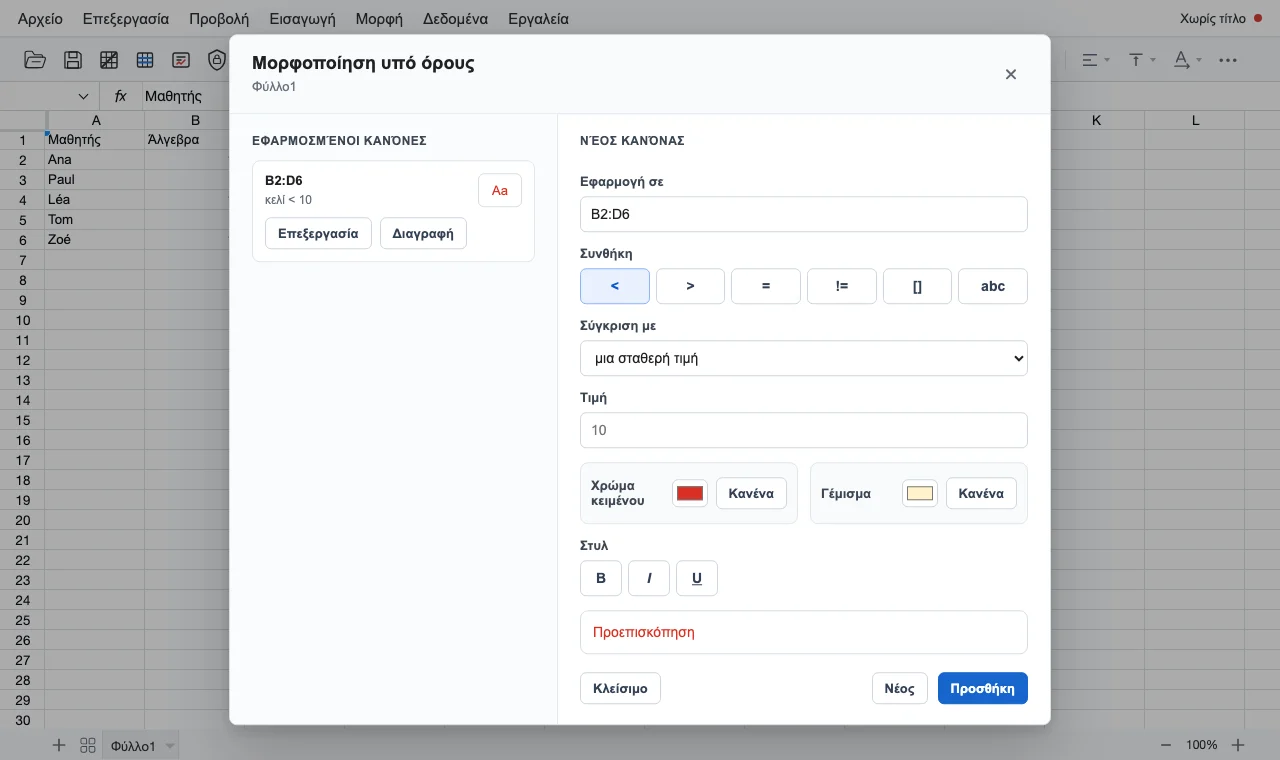 Αρχείο Επεξεργασία Προβολή Εισαγωγή Μορφή Δεδομένα Εργαλεία Χωρίς τίτλο
fx Μαθητής
A B K L
1 Μαθητής Άλγεβρα
2 Ana
3 Paul
4 Léa
5 Tom
6 Zoé
7
8
9
10
11
12
13
14
15
16
17
18
19
20
21
22
23
24
25
26
27
28
29
30
Μορφοποίηση υπό όρους
Φύλλο1
ΕΦΑΡΜΟΣΜΈΝΟΙ ΚΑΝΌΝΕΣ
B2:D6
κελί < 10
Aa
Επεξεργασία Διαγραφή
ΝΈΟΣ ΚΑΝΌΝΑΣ
Εφαρμογή σε
B2:D6
Συνθήκη
< > = != [] abc
Σύγκριση με
μια σταθερή τιμή
Τιμή
10
Χρώμα
κειμένου
Κανένα
Γέμισμα Κανένα
Στυλ
B I U
Προεπισκόπηση
Κλείσιμο Νέος Προσθήκη
Φύλλο1 100%